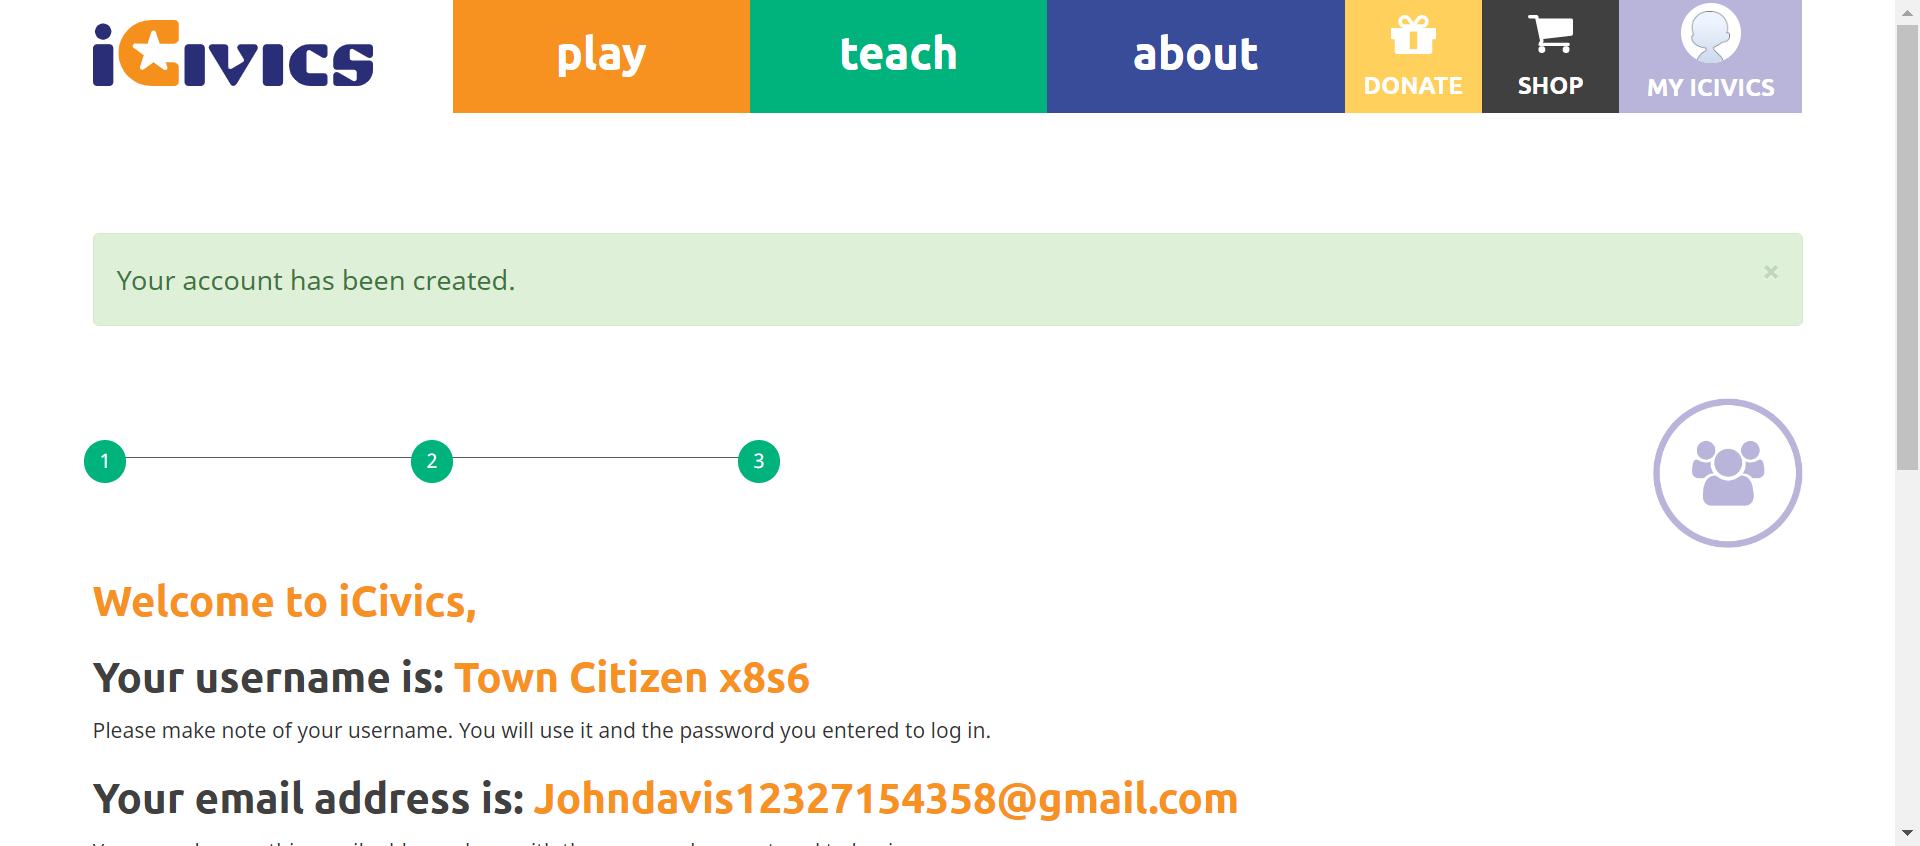 iCivics
play
teach
about
DONATE
SHOP
MY ICIVICS
Your account has been created.
×
1
2
3
Welcome to iCivics,
Your username is: Town Citizen x8s6
Please make note of your username. You will use it and the password you entered to log in.
Your email address is: Johndavis12327154358@gmail.com